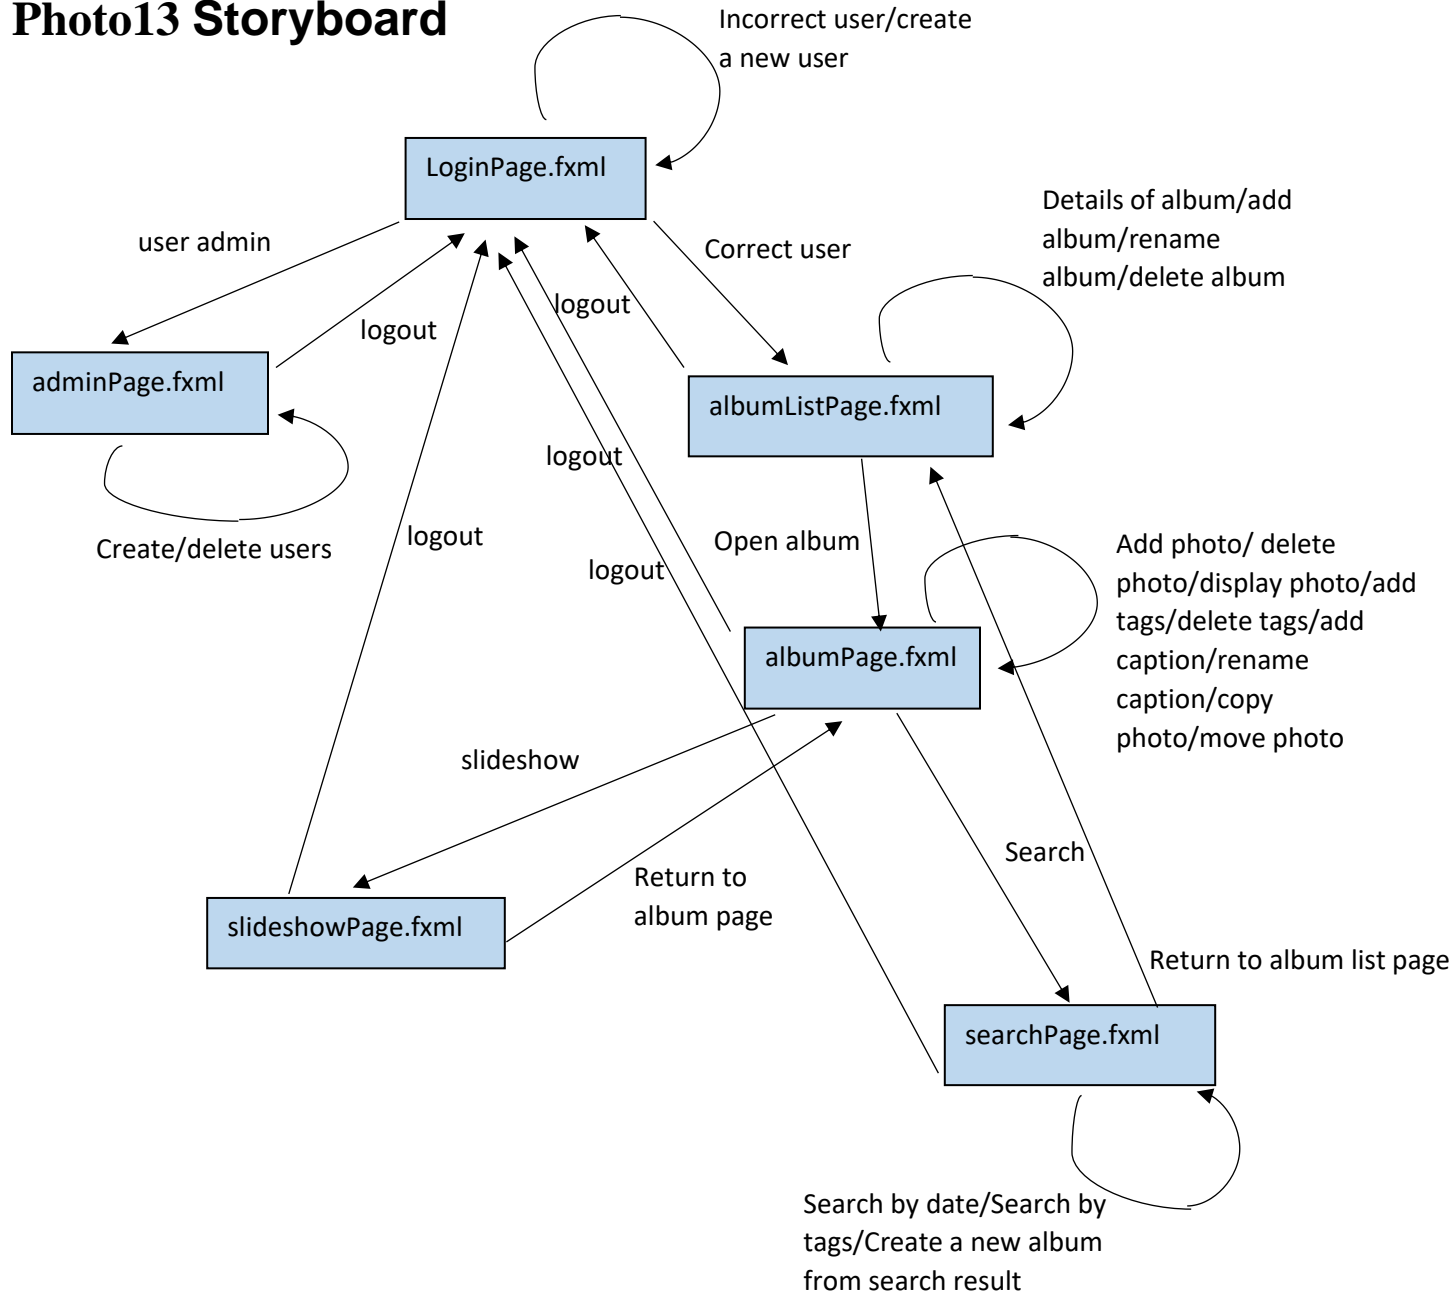 Photo13 Storyboard
Incorrect user/create
a new user
LoginPage.fxml
user admin
Correct user
Details of album/add
album/rename
album/delete album
logout
logout
adminPage.fxml
albumListPage.fxml
logout
Create/delete users
logout
Open album
logout
Add photo/ delete
photo/display photo/add
tags/delete tags/add
caption/rename
caption/copy
photo/move photo
albumPage.fxml
slideshow
Search
Return to
album page
slideshowPage.fxml
Return to album list page
searchPage.fxml
Search by date/Search by
tags/Create a new album
from search result